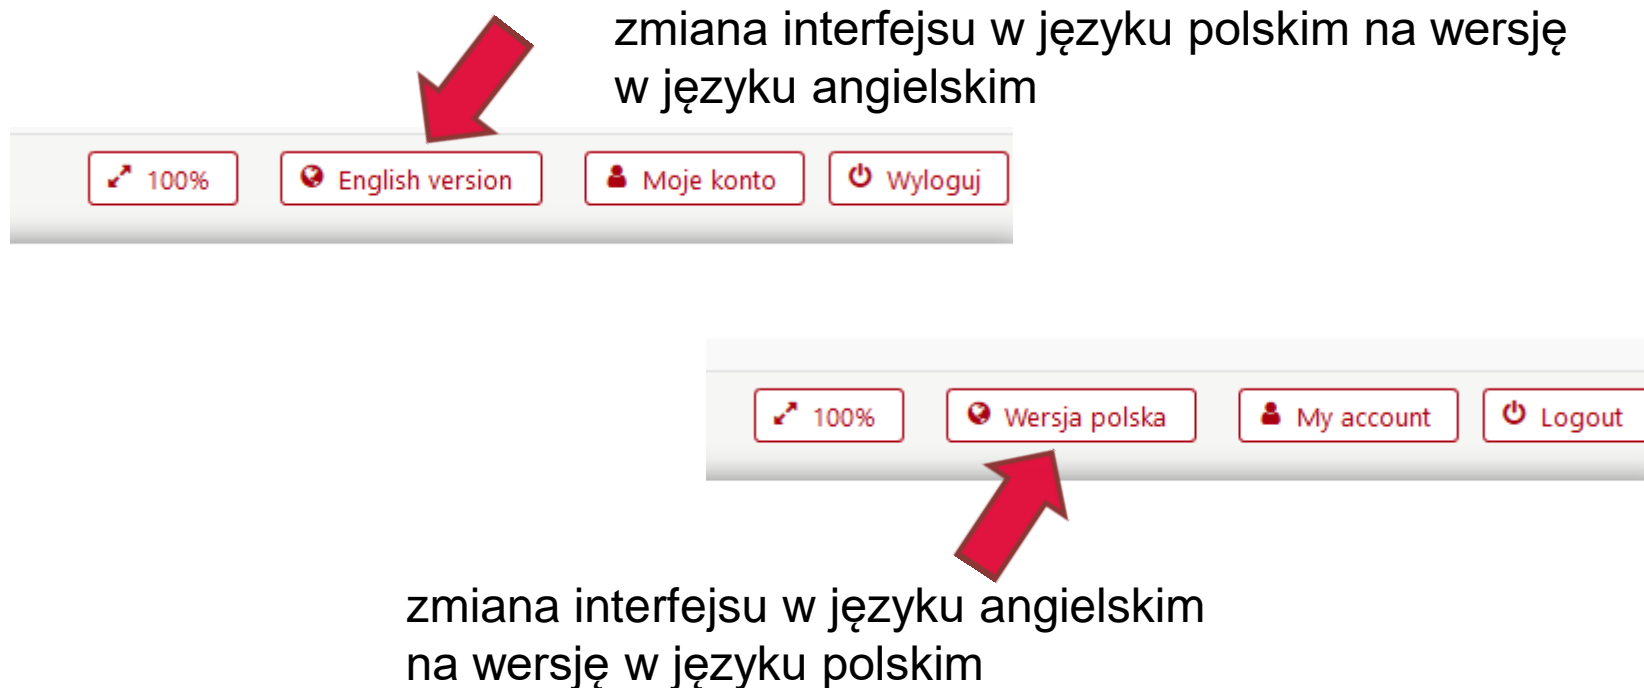 zmiana interfejsu w języku polskim na wersję
w języku angielskim
100% English version Moje konto Wyloguj
100% Wersja polska My account Logout
zmiana interfejsu w języku angielskim
na wersję w języku polskim